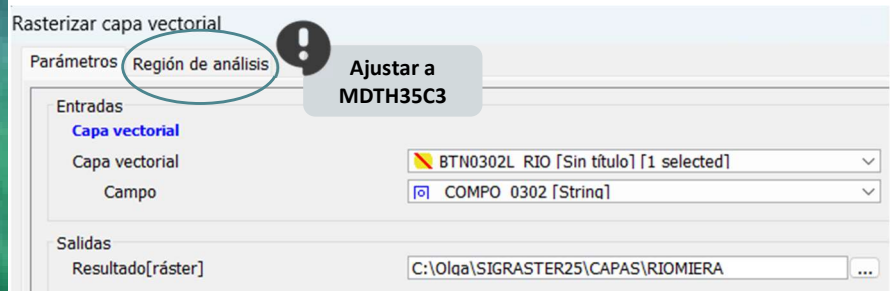 Rasterizar capa vectorial
Parámetros Región de análisis
!
Ajustar a
MDTH35C3
Entradas
Capa vectorial
Capa vectorial BTN0302L_RIO [Sin título] [1 selected]
Campo COMPO_0302 [String]
Salidas
Resultado[ráster] C:\Olga\SIGRASTER25\CAPAS\RIOMIERA ...